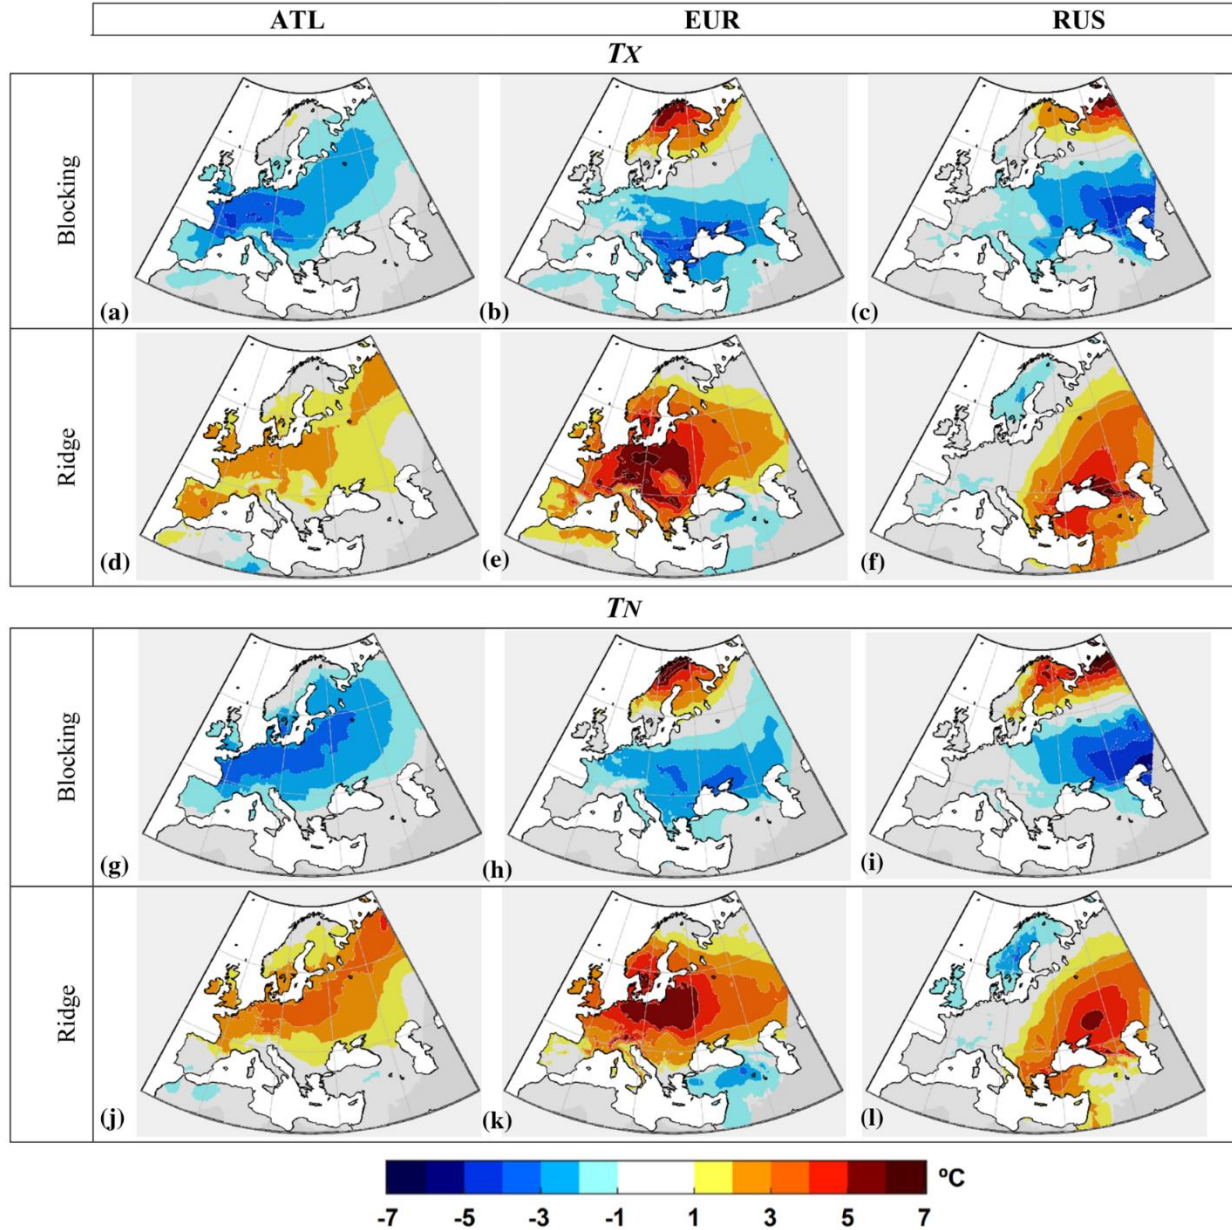 ATL EUR RUS
TX
Blocking
(a) (b) (c)
Ridge
(d) (e) (f)
TN
Blocking
(g) (h) (i)
Ridge
(j) (k) (l)
ºC
-7 -5 -3 -1 1 3 5 7